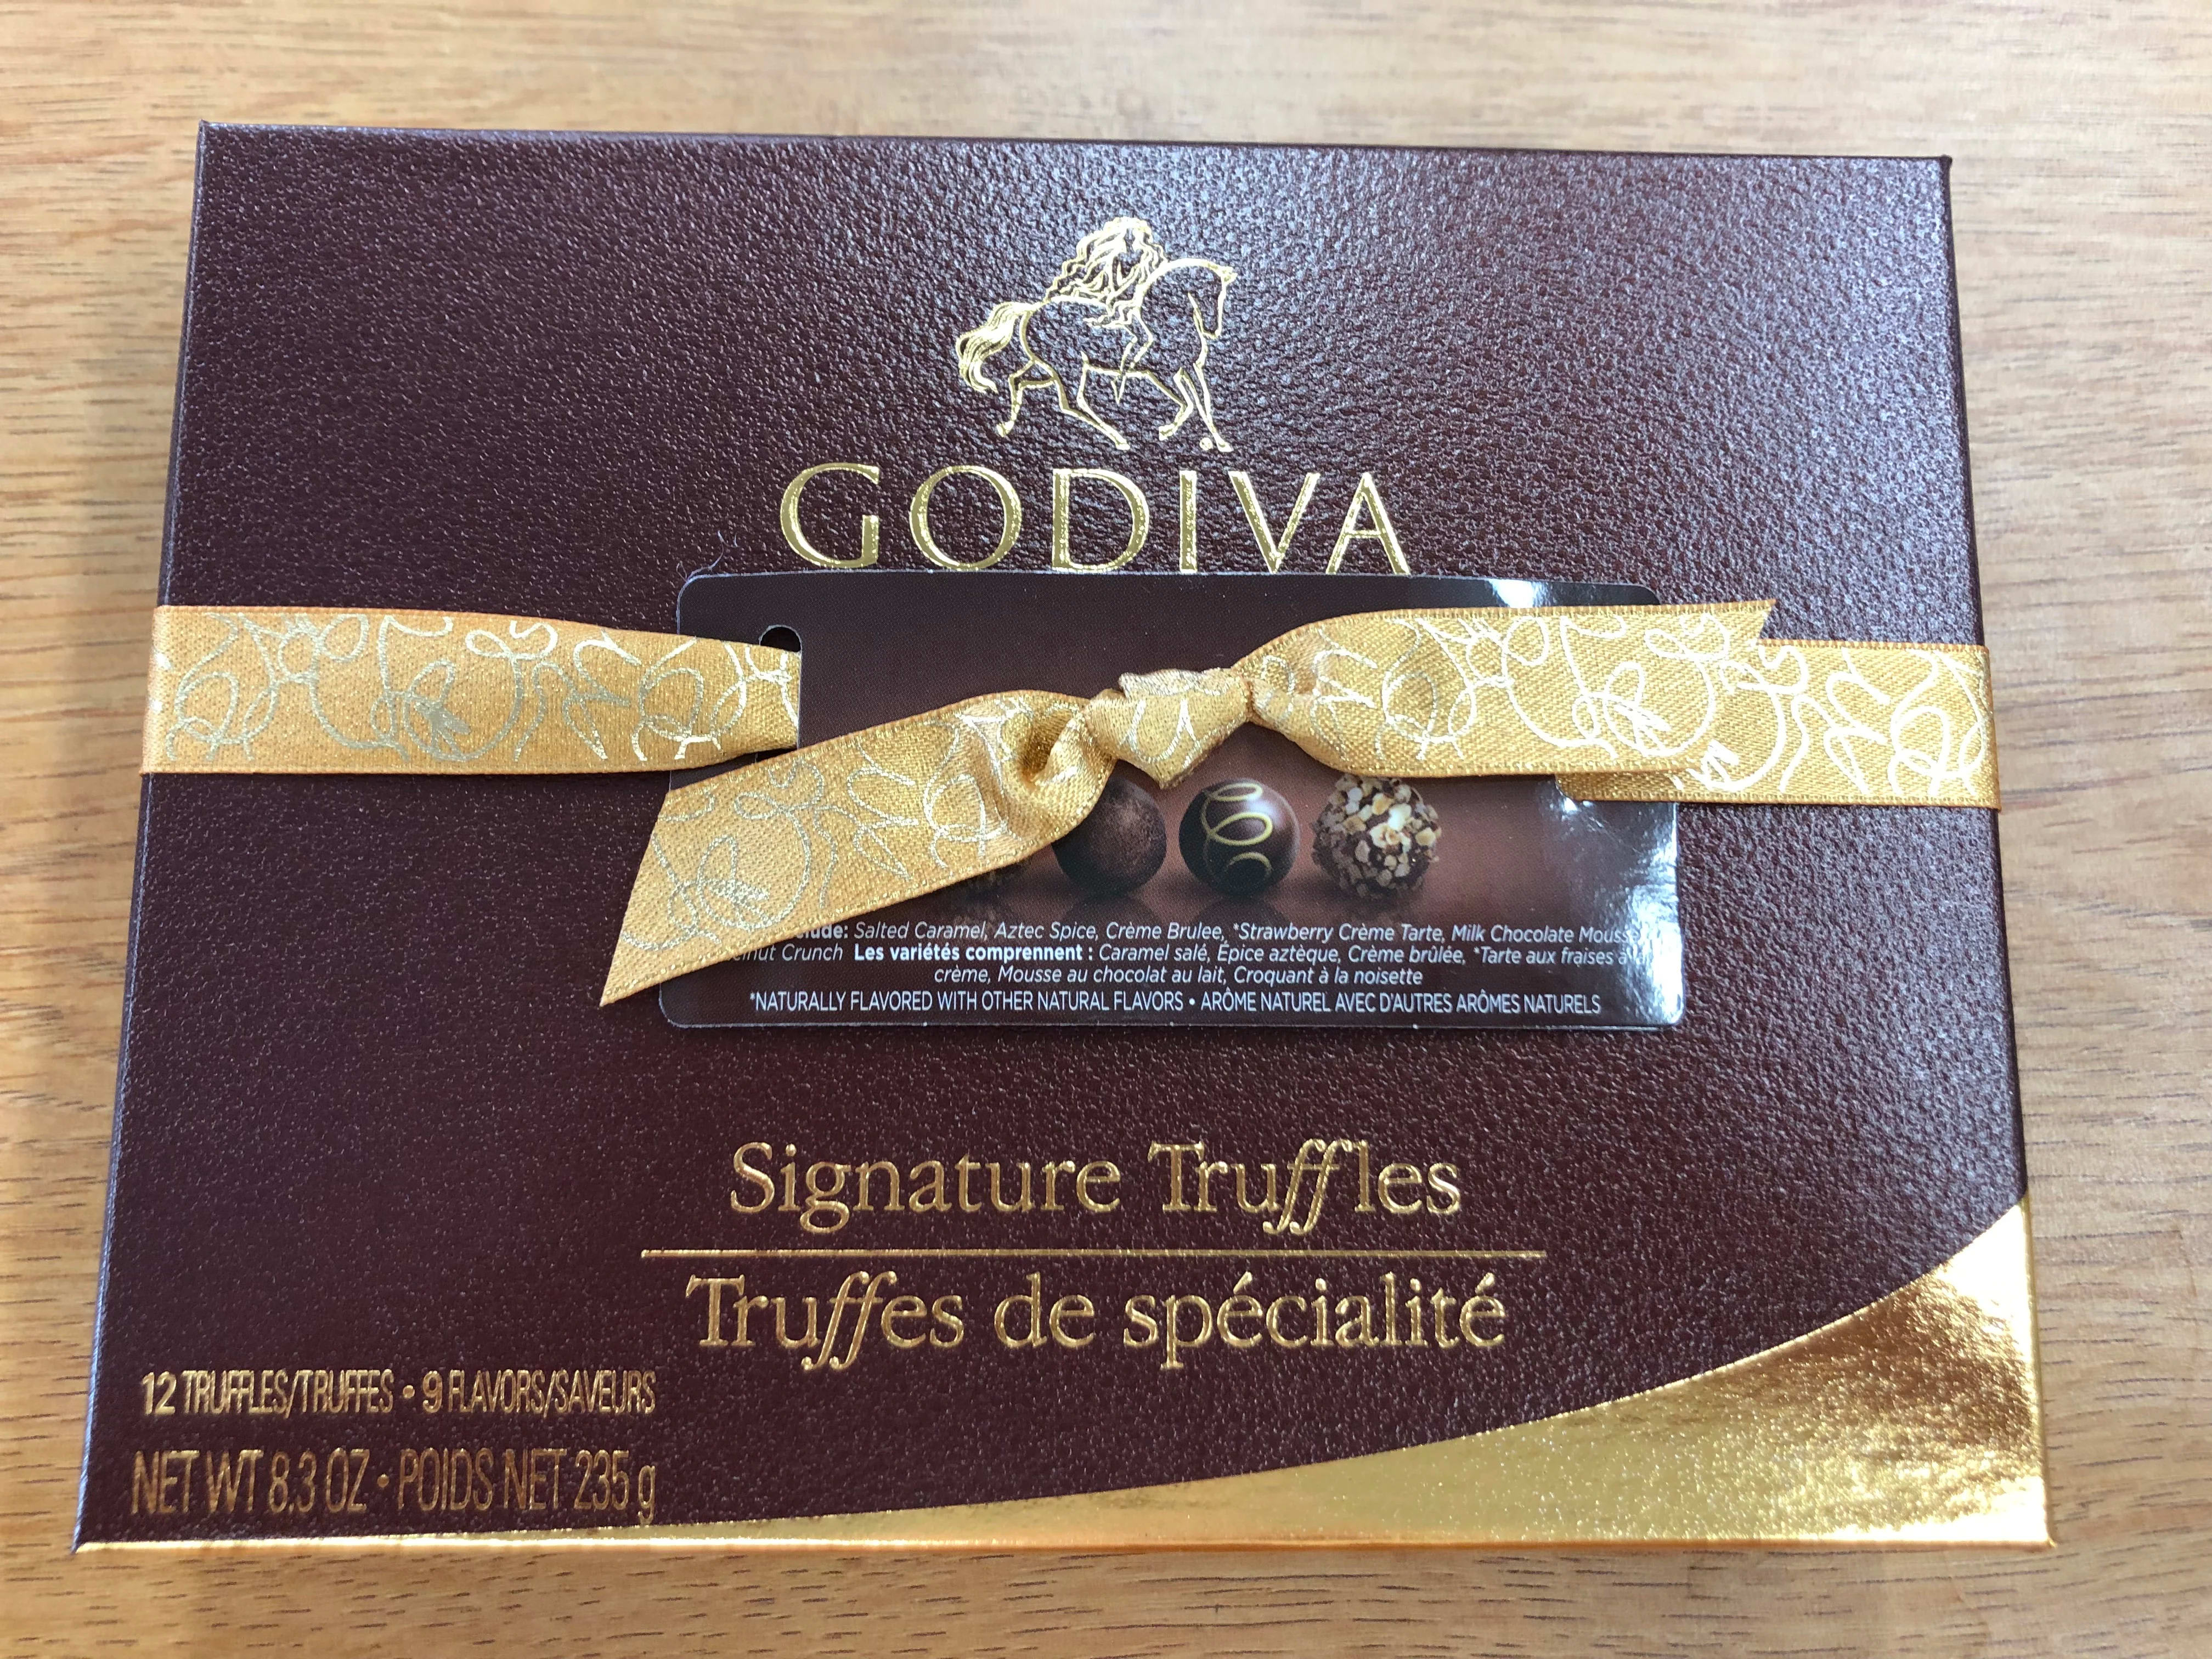 GODIVA
lude: Salted Caramel, Aztec Spice, Crème Brulee, *Strawberry Crème Tarte, Milk Chocolate Mousse
Crunch Les variétés comprennent : Caramel salé, Épice aztèque, Crème brûlée, *Tarte aux fraises à
crème, Mousse au chocolat au lait, Croquant à la noisette
*NATURALLY FLAVORED WITH OTHER NATURAL FLAVORS • ARÔME NATUREL AVEC D'AUTRES ARÔMES NATURELS
Signature Truffles
Truffes de spécialité
12 TRUFFLES/TRUFFES • 9 FLAVORS/SAVEURS
NET WT 8.3 OZ • POIDS NET 235 g